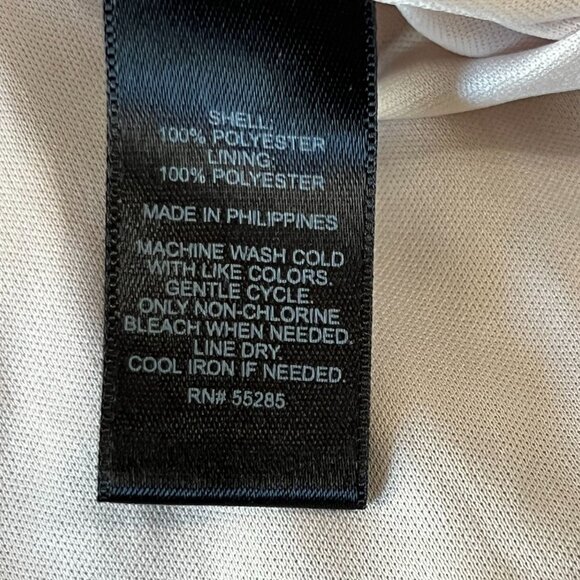 SHELL:
100% POLYESTER
LINING:
100% POLYESTER
MADE IN PHILIPPINES
MACHINE WASH COLD
WITH LIKE COLORS.
GENTLE CYCLE.
ONLY NON-CHLORINE
BLEACH WHEN NEEDED.
LINE DRY.
COOL IRON IF NEEDED.
RN# 55285